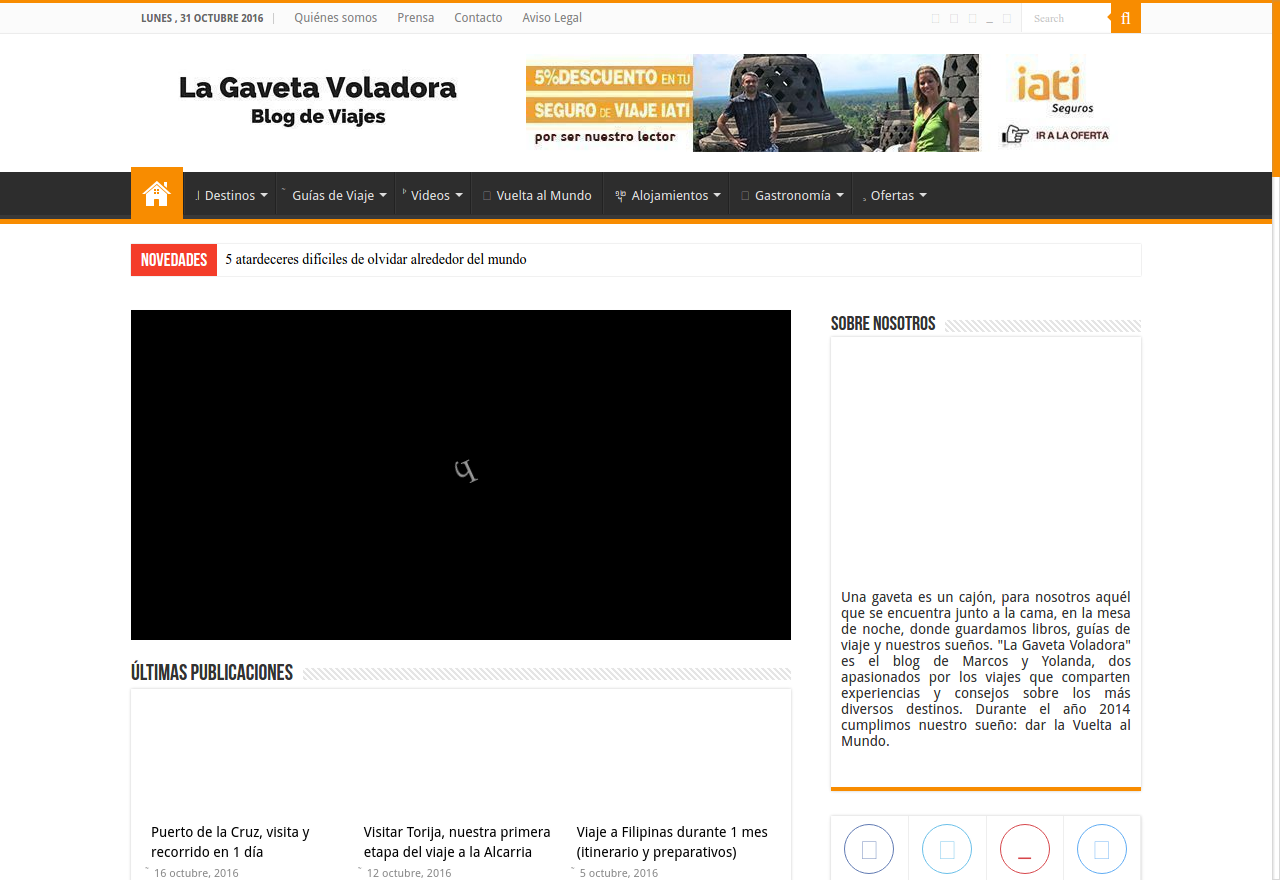 LUNES , 31 OCTUBRE 2016
Quiénes somos
Prensa
Contacto
Aviso Legal
Search
La Gaveta Voladora
Blog de Viajes
5%DESCUENTO EN TU
SEGURO DE VIAJE IATI
por ser nuestro lector
iati
Seguros
IR A LA OFERTA
Destinos
Guías de Viaje
Videos
Vuelta al Mundo
Alojamientos
Gastronomía
Ofertas
NOVEDADES
5 atardeceres difíciles de olvidar alrededor del mundo
SOBRE NOSOTROS
Una gaveta es un cajón, para nosotros aquél
que se encuentra junto a la cama, en la mesa
de noche, donde guardamos libros, guías de
viaje y nuestros sueños. "La Gaveta Voladora"
es el blog de Marcos y Yolanda, dos
apasionados por los viajes que comparten
experiencias y consejos sobre los más
diversos destinos. Durante el año 2014
cumplimos nuestro sueño: dar la Vuelta al
Mundo.
ÚLTIMAS PUBLICACIONES
Puerto de la Cruz, visita y
recorrido en 1 día
16 octubre, 2016
Visitar Torija, nuestra primera
etapa del viaje a la Alcarria
12 octubre, 2016
Viaje a Filipinas durante 1 mes
(itinerario y preparativos)
5 octubre, 2016